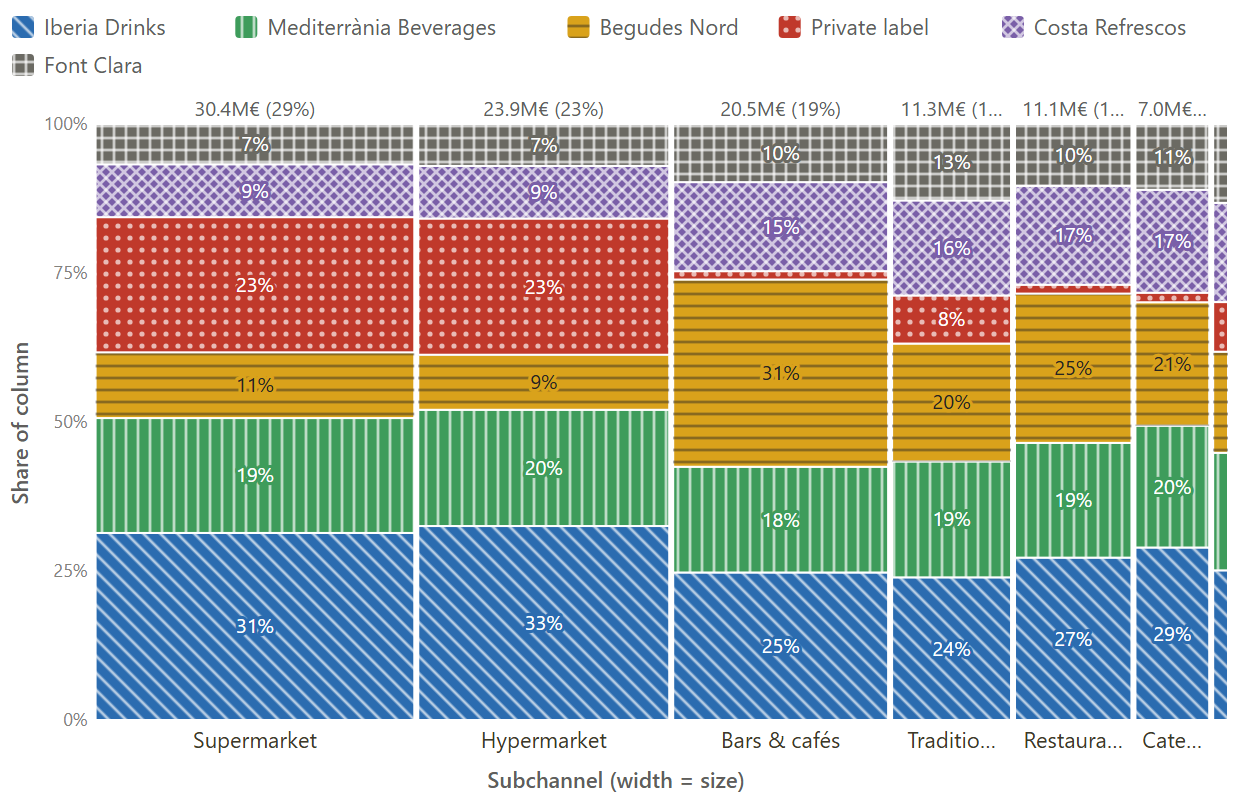 Iberia Drinks Mediterrània Beverages Begudes Nord Private label Costa Refrescos
Font Clara
30.4M€ (29%) 23.9M€ (23%) 20.5M€ (19%) 11.3M€ (1... 11.1M€ (1... 7.0M€...
100%
7% 7% 10% 13% 10% 11%
9% 9% 15% 16% 17% 17%
75%
23% 23% 8%
11% 9% 31% 20% 25% 21%
50%
19% 20% 18% 19% 19% 20%
25%
31% 33% 25% 24% 27% 29%
0%
Share of column
Supermarket Hypermarket Bars & cafés Traditio... Restaura... Cate...
Subchannel (width = size)